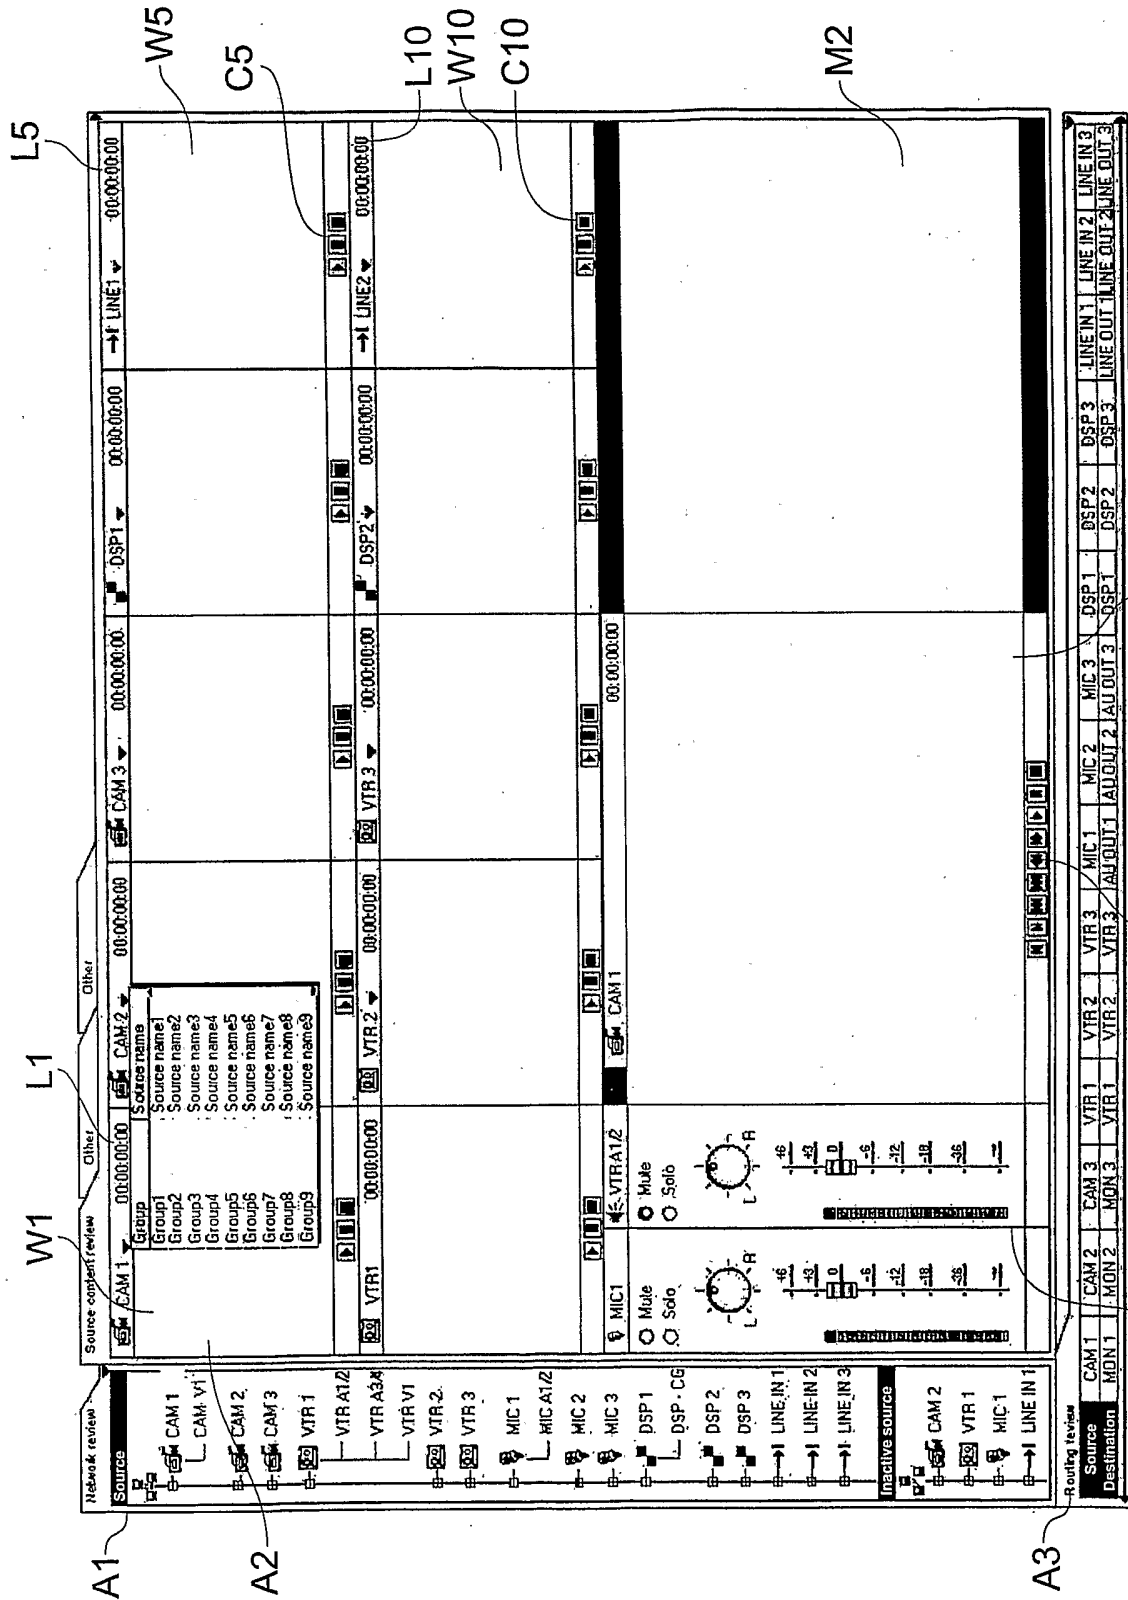 A1
A2
A3
W1
L1
L5
W5
C5
L10
W10
C10
M2
Network review
Source
CAM 1
CAM V1
CAM 2
CAM 3
VTR 1
VTR A1/2
VTR A3/4
VTR V1
VTR 2
VTR 3
MIC 1
MIC A1/2
MIC 2
MIC 3
DSP 1
DSP - CG
DSP 2
DSP 3
LINE IN 1
LINE IN 2
LINE IN 3
Inactive source
CAM 2
VTR 1
MIC 1
LINE IN 1
Source content review
Other
Other
CAM 1 00:00:00:00
CAM 2 00:00:00:00
CAM 3 00:00:00:00
DSP1 00:00:00:00
LINE1 00:00:00:00
Group : Source name
Group1 : Source name1
Group2 : Source name2
Group3 : Source name3
Group4 : Source name4
Group5 : Source name5
Group6 : Source name6
Group7 : Source name7
Group8 : Source name8
Group9 : Source name9
VTR1 00:00:00:00
VTR 2 00:00:00:00
VTR 3 00:00:00:00
DSP2 00:00:00:00
LINE2 00:00:00:00
MIC1
Mute
Solo
L R
+6
+3
0
-6
-12
-18
-36
VTR A1/2
Mute
Solo
L R
+6
+3
0
-6
-12
-18
-36
CAM 1 00:00:00:00
Routing review
Source CAM 1 CAM 2 CAM 3 VTR 1 VTR 2 VTR 3 MIC 1 MIC 2 MIC 3 DSP 1 DSP 2 DSP 3 LINE IN 1 LINE IN 2 LINE IN 3
Destination MON 1 MON 2 MON 3 VTR 1 VTR 2 VTR 3 AU OUT 1 AU OUT 2 AU OUT 3 DSP 1 DSP 2 DSP 3 LINE OUT 1 LINE OUT 2 LINE OUT 3